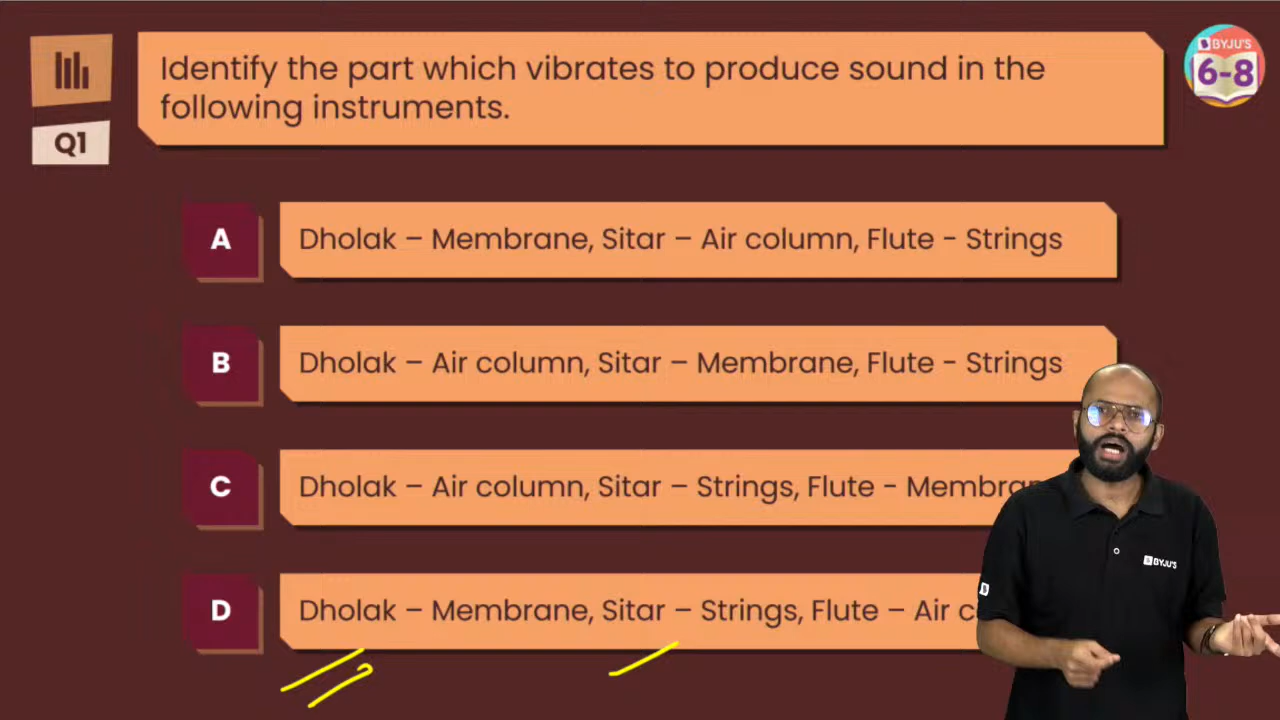 BYJU'S
6-8
Identify the part which vibrates to produce sound in the
following instruments.
Q1
A
Dholak – Membrane, Sitar – Air column, Flute - Strings
B
Dholak – Air column, Sitar – Membrane, Flute - Strings
C
Dholak – Air column, Sitar – Strings, Flute -
D
Dholak – Membrane, Sitar – Strings, Flute – Air
BYJU'S